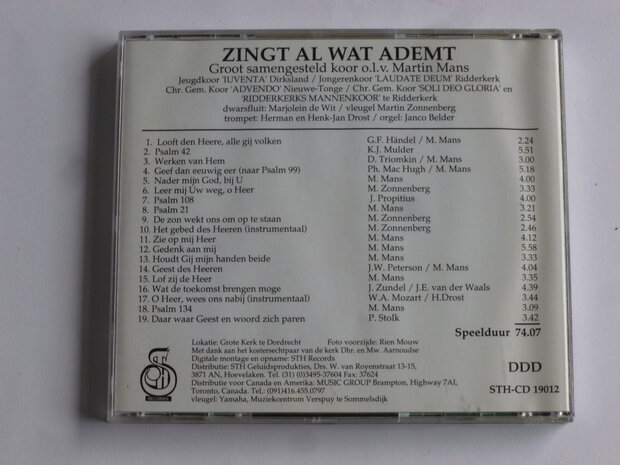 ZINGT AL WAT ADEMT
Groot samengesteld koor o.l.v. Martin Mans
Jeugdkoor 'IUVENTA' Dirksland / Jongerenkoor 'LAUDATE DEUM' Ridderkerk
Chr. Gem. Koor 'ADVENDO' Nieuwe-Tonge / Chr. Gem. Koor 'SOLI DEO GLORIA' en
'RIDDERKERKS MANNENKOOR' te Ridderkerk
dwarsfluit: Marjolein de Wit / vleugel Martin Zonnenberg
trompet: Herman en Henk-Jan Drost / orgel: Janco Belder
1. Looft den Heere, alle gij volken G.F. Händel / M. Mans 2.24
2. Psalm 42 K.J. Mulder 5.51
3. Werken van Hem D. Triomkin / M. Mans 3.00
4. Geef dan eeuwig eer (naar Psalm 99) Ph. Mac Hugh / M. Mans 5.18
5. Nader mijn God, bij U M. Mans 4.00
6. Leer mij Uw weg, o Heer M. Zonnenberg 3.33
7. Psalm 108 J. Propitius 4.00
8. Psalm 21 M. Mans 3.21
9. De zon wekt ons om op te staan M. Zonnenberg 2.54
10. Het gebed des Heeren (instrumentaal) M. Zonnenberg 2.46
11. Zie op mij Heer M. Mans 4.12
12. Gedenk aan mij M. Mans 5.58
13. Houdt Gij mijn handen beide M. Mans 3.33
14. Geest des Heeren J.W. Peterson / M. Mans 4.04
15. Lof zij de Heer M. Mans 3.35
16. Wat de toekomst brengen moge J. Zundel / J.E. van der Waals 4.39
17. O Heer, wees ons nabij (instrumentaal) W.A. Mozart / H.Drost 3.44
18. Psalm 134 M. Mans 3.09
19. Daar waar Geest en woord zich paren P. Stolk 3.42
Speelduur 74.07
Lokatie: Grote Kerk te Dordrecht Foto voorzijde: Rien Mouw
Met dank aan het kostersechtpaar van de kerk Dhr. en Mw. Aarnoudse
Digitale montage en opname: STH Records
Distributie: STH Geluidsprodukties, Drs. W. van Royenstraat 13-15,
3871 AN, Hoevelaken. Tel. (31) (0)3495-37604 Fax: 37624
Distributie voor Canada en Amerika: MUSIC GROUP Brampton, Highway 7AI,
Toronto, Canada. Tel.: (091)416.455.0797
vleugel: Yamaha, Muziekcentrum Verspuy te Sommelsdijk
RECORDS
DDD
STH-CD 19012